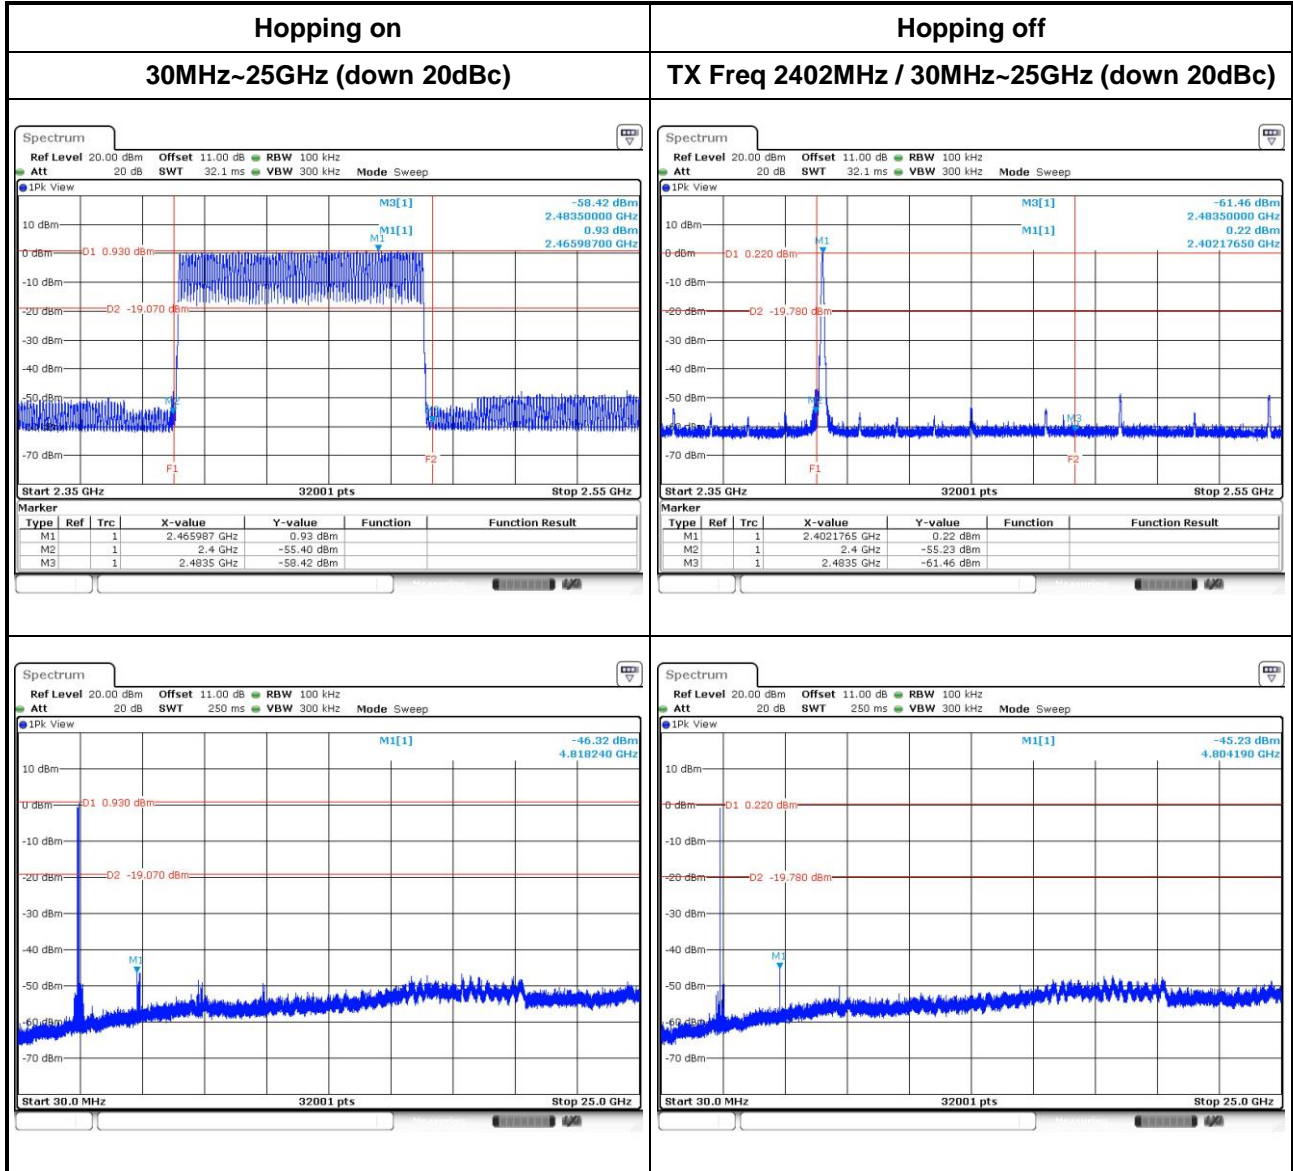 Hopping on
Hopping off
30MHz~25GHz (down 20dBc)
TX Freq 2402MHz / 30MHz~25GHz (down 20dBc)
Spectrum
Ref Level 20.00 dBm Offset 11.00 dB RBW 100 kHz
Att 20 dB SWT 32.1 ms VBW 300 kHz Mode Sweep
1Pk View
M3[1] -58.42 dBm
2.48350000 GHz
M1[1] 0.93 dBm
2.46598700 GHz
M1
10 dBm
0 dBm
D1 0.930 dBm
-10 dBm
-20 dBm
D2 -19.070 dBm
-30 dBm
-40 dBm
-50 dBm
M2
-60 dBm
-70 dBm
F1
F2
Start 2.35 GHz 32001 pts Stop 2.55 GHz
Marker
Type Ref Trc X-value Y-value Function Function Result
M1 1 2.465987 GHz 0.93 dBm
M2 1 2.4 GHz -55.40 dBm
M3 1 2.4835 GHz -58.42 dBm
Spectrum
Ref Level 20.00 dBm Offset 11.00 dB RBW 100 kHz
Att 20 dB SWT 32.1 ms VBW 300 kHz Mode Sweep
1Pk View
M3[1] -61.46 dBm
2.48350000 GHz
M1[1] 0.22 dBm
2.40217650 GHz
M1
10 dBm
0 dBm
D1 0.220 dBm
-10 dBm
-20 dBm
D2 -19.780 dBm
-30 dBm
-40 dBm
-50 dBm
M2
M3
-70 dBm
F1
F2
Start 2.35 GHz 32001 pts Stop 2.55 GHz
Marker
Type Ref Trc X-value Y-value Function Function Result
M1 1 2.4021765 GHz 0.22 dBm
M2 1 2.4 GHz -55.23 dBm
M3 1 2.4835 GHz -61.46 dBm
Spectrum
Ref Level 20.00 dBm Offset 11.00 dB RBW 100 kHz
Att 20 dB SWT 250 ms VBW 300 kHz Mode Sweep
1Pk View
M1[1] -46.32 dBm
4.818240 GHz
10 dBm
0 dBm
D1 0.930 dBm
-10 dBm
-20 dBm
D2 -19.070 dBm
-30 dBm
-40 dBm
M1
-50 dBm
-60 dBm
-70 dBm
Start 30.0 MHz 32001 pts Stop 25.0 GHz
Spectrum
Ref Level 20.00 dBm Offset 11.00 dB RBW 100 kHz
Att 20 dB SWT 250 ms VBW 300 kHz Mode Sweep
1Pk View
M1[1] -45.23 dBm
4.804190 GHz
10 dBm
0 dBm
D1 0.220 dBm
-10 dBm
-20 dBm
D2 -19.780 dBm
-30 dBm
-40 dBm
M1
-50 dBm
-60 dBm
-70 dBm
Start 30.0 MHz 32001 pts Stop 25.0 GHz